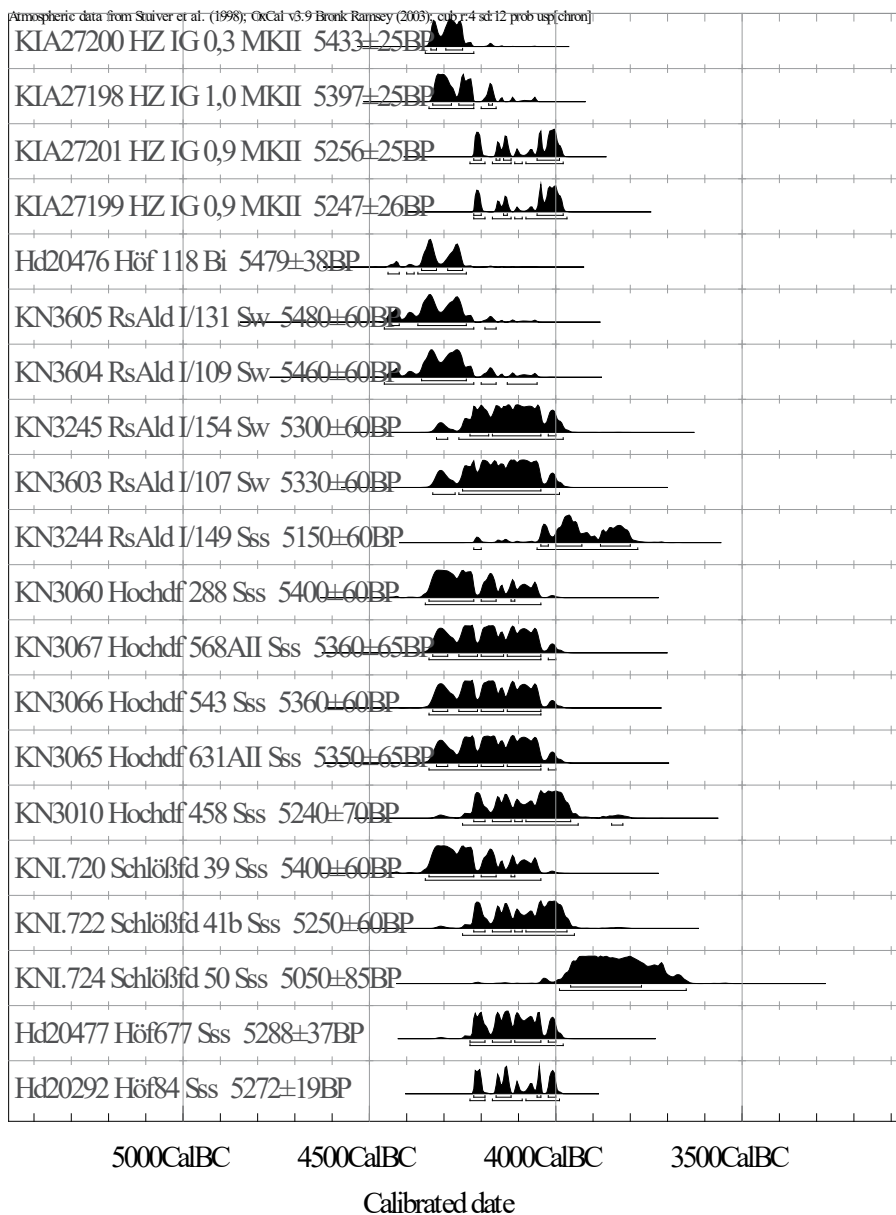 Atmospheric data from Stuiver et al. (1998); OxCal v3.9 Bronk Ramsey (2003); cub r:4 sd:12 prob usp[chron]
KIA27200 HZ IG 0,3 MKII 5433±25BP
KIA27198 HZ IG 1,0 MKII 5397±25BP
KIA27201 HZ IG 0,9 MKII 5256±25BP
KIA27199 HZ IG 0,9 MKII 5247±26BP
Hd20476 Höf 118 Bi 5479±38BP
KN3605 RsAld I/131 Sw 5480±60BP
KN3604 RsAld I/109 Sw 5460±60BP
KN3245 RsAld I/154 Sw 5300±60BP
KN3603 RsAld I/107 Sw 5330±60BP
KN3244 RsAld I/149 Sss 5150±60BP
KN3060 Hochdf 288 Sss 5400±60BP
KN3067 Hochdf 568AII Sss 5360±65BP
KN3066 Hochdf 543 Sss 5360±60BP
KN3065 Hochdf 631AII Sss 5350±65BP
KN3010 Hochdf 458 Sss 5240±70BP
KNI.720 Schlößfd 39 Sss 5400±60BP
KNI.722 Schlößfd 41b Sss 5250±60BP
KNI.724 Schlößfd 50 Sss 5050±85BP
Hd20477 Höf677 Sss 5288±37BP
Hd20292 Höf84 Sss 5272±19BP
5000CalBC 4500CalBC 4000CalBC 3500CalBC
Calibrated date